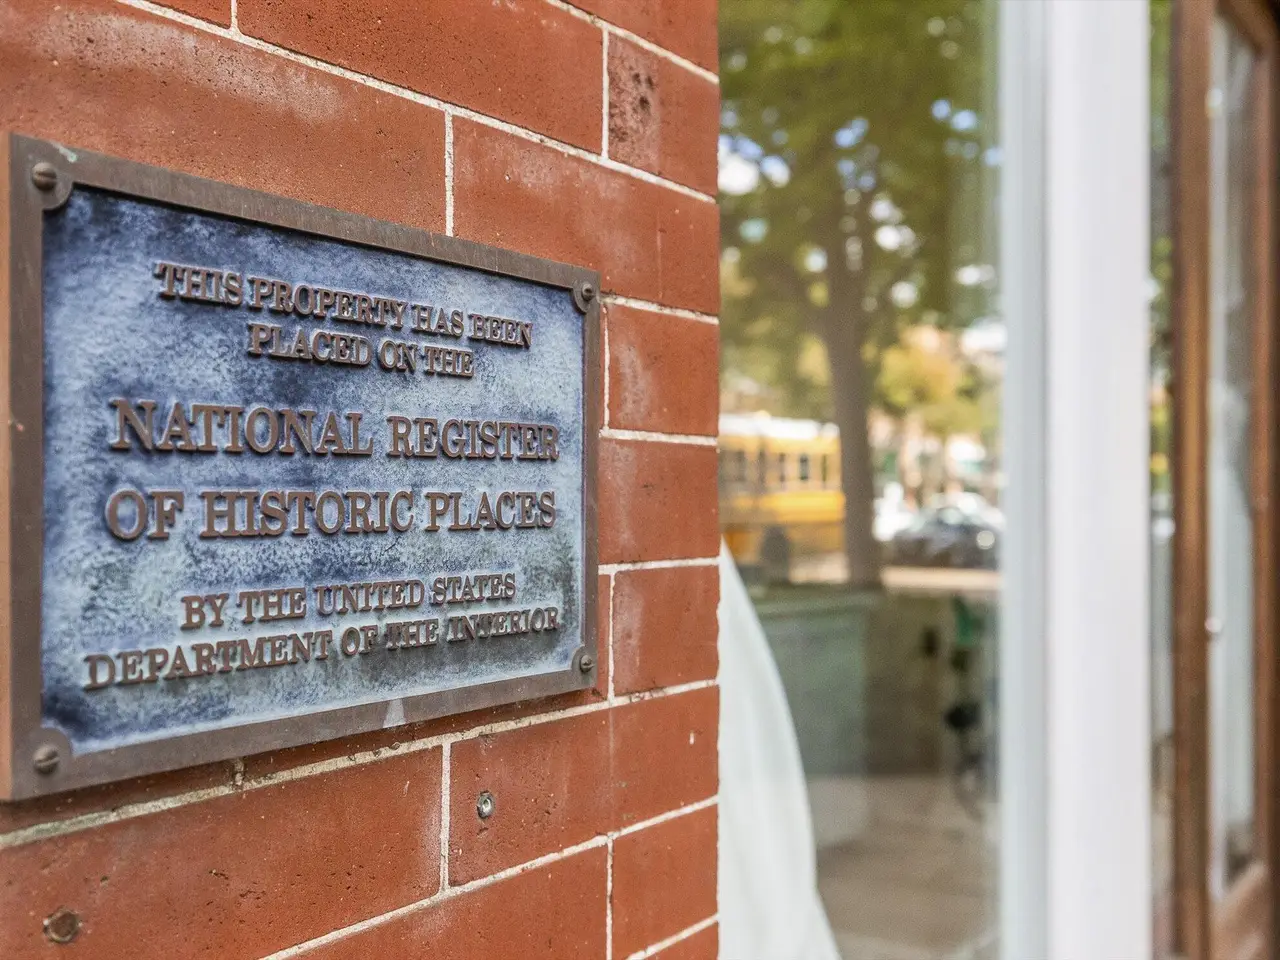 THIS PROPERTY HAS BEEN
PLACED ON THE
NATIONAL REGISTER
OF HISTORIC PLACES
BY THE UNITED STATES
DEPARTMENT OF THE INTERIOR